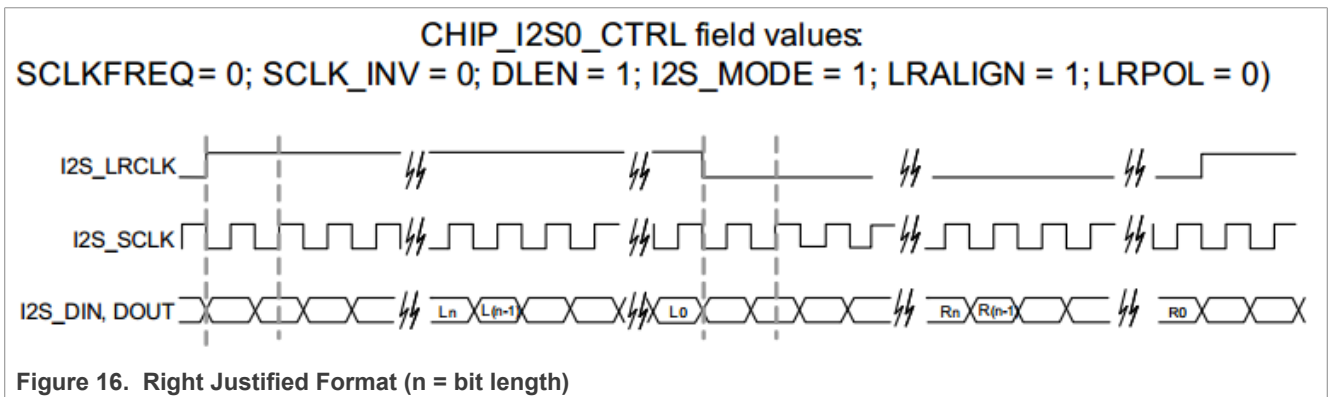 CHIP_I2S0_CTRL field values:
SCLKFREQ= 0; SCLK_INV = 0; DLEN = 1; I2S_MODE = 1; LRALIGN = 1; LRPOL = 0)
I2S_LRCLK
I2S_SCLK
I2S_DIN, DOUT Ln L(n-1) L0 Rn R(n-1) R0
Figure 16. Right Justified Format (n = bit length)